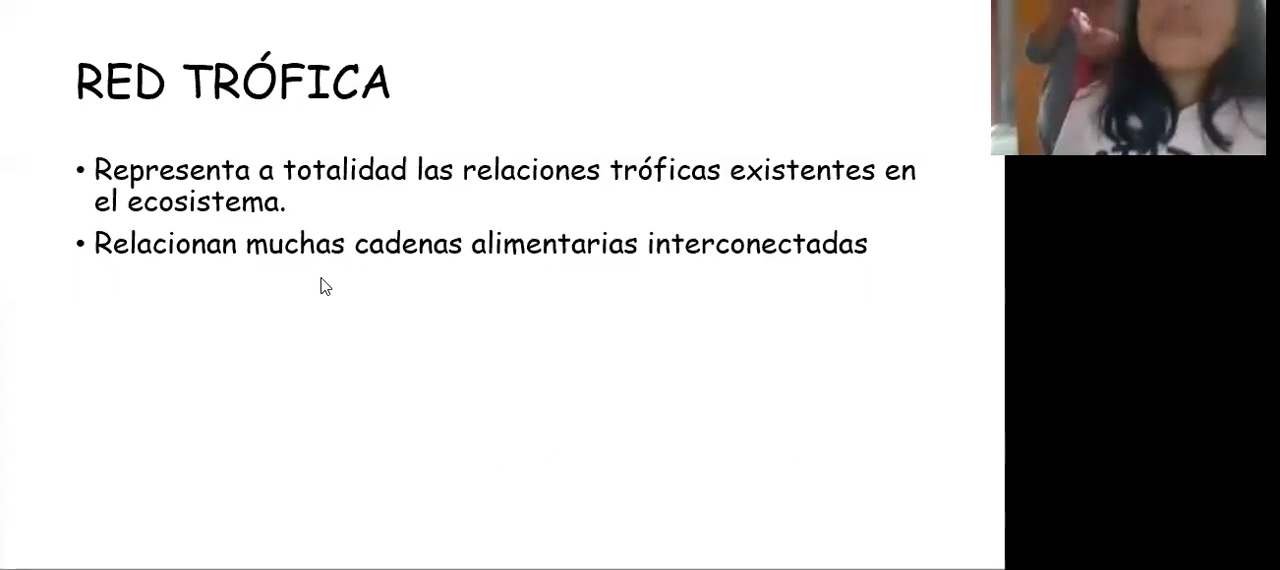 RED TRÓFICA
• Representa a totalidad las relaciones tróficas existentes en
el ecosistema.
• Relacionan muchas cadenas alimentarias interconectadas